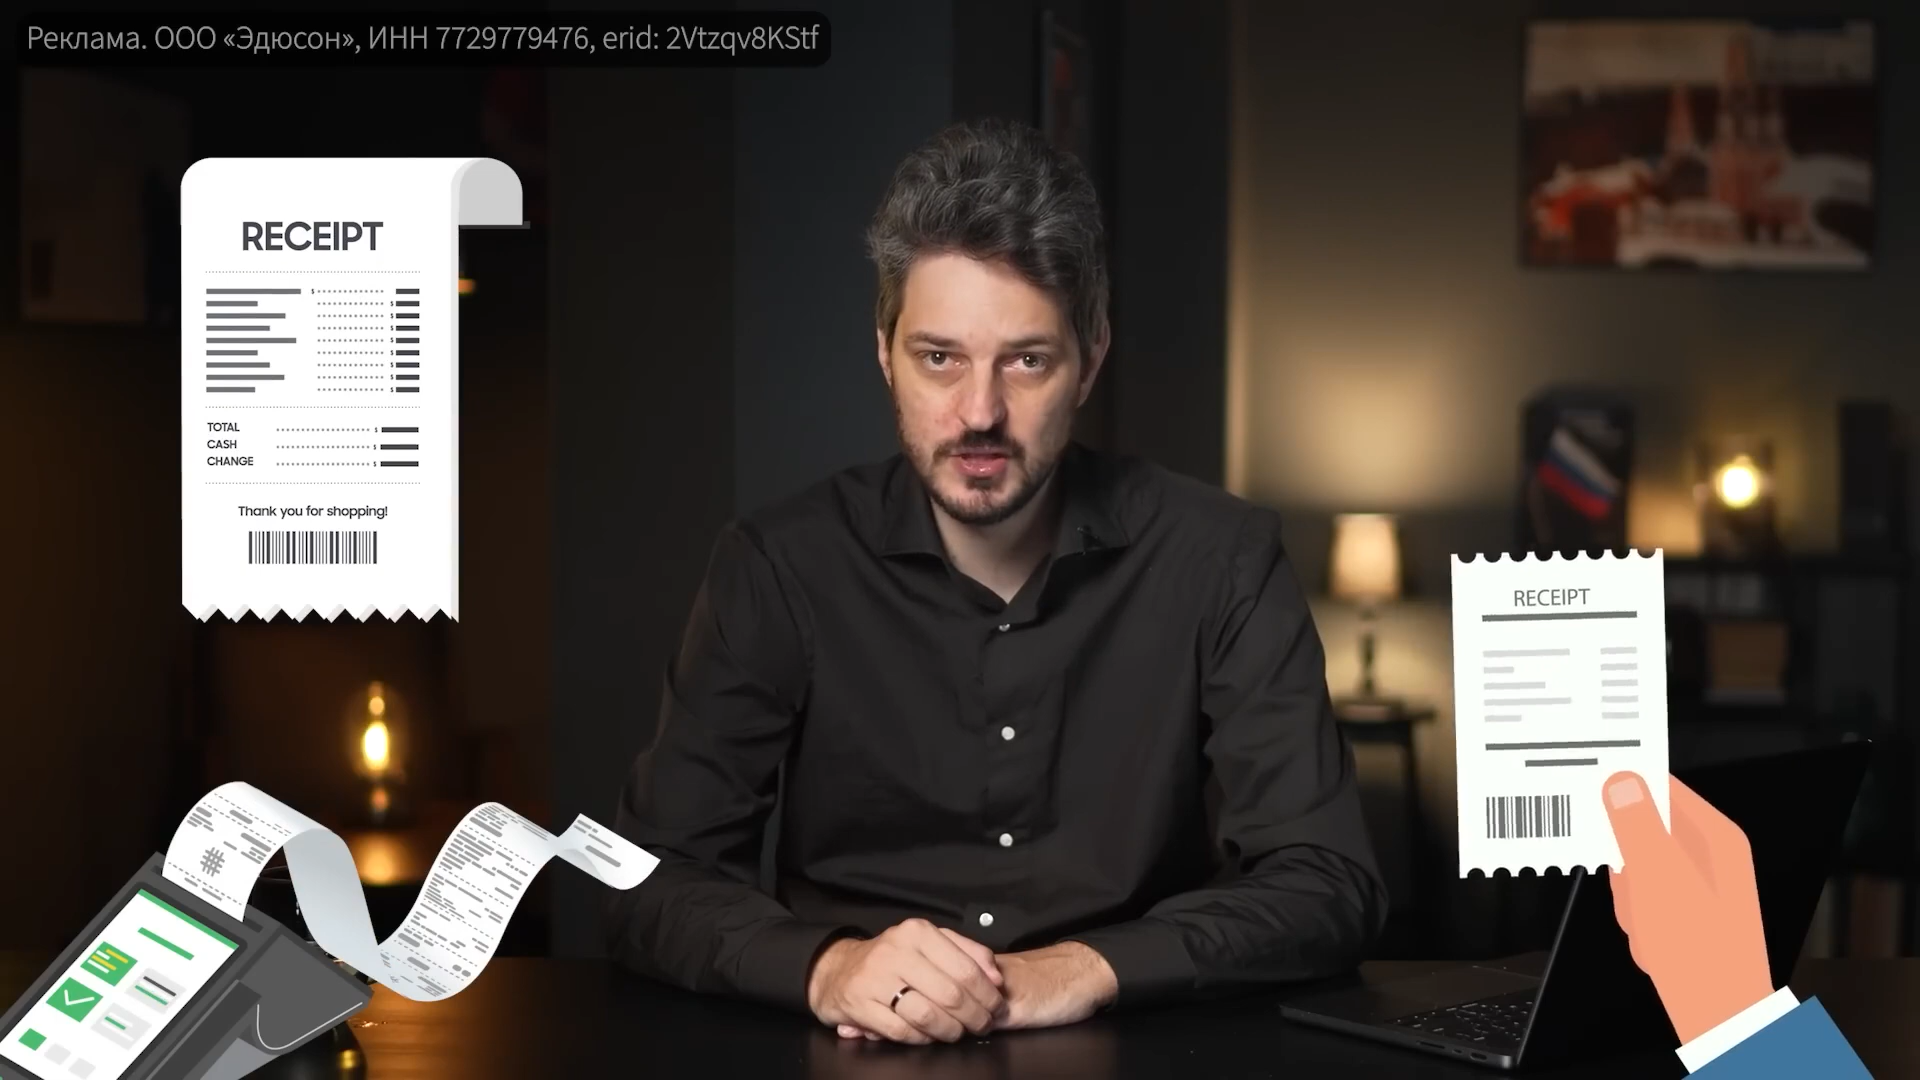 Реклама. ООО «Эдюсон», ИНН 7729779476, erid: 2Vtzqv8KStf
RECEIPT
$
$
$
$
$
$
$
$
$
TOTAL $
CASH $
CHANGE $
Thank you for shopping!
RECEIPT
#